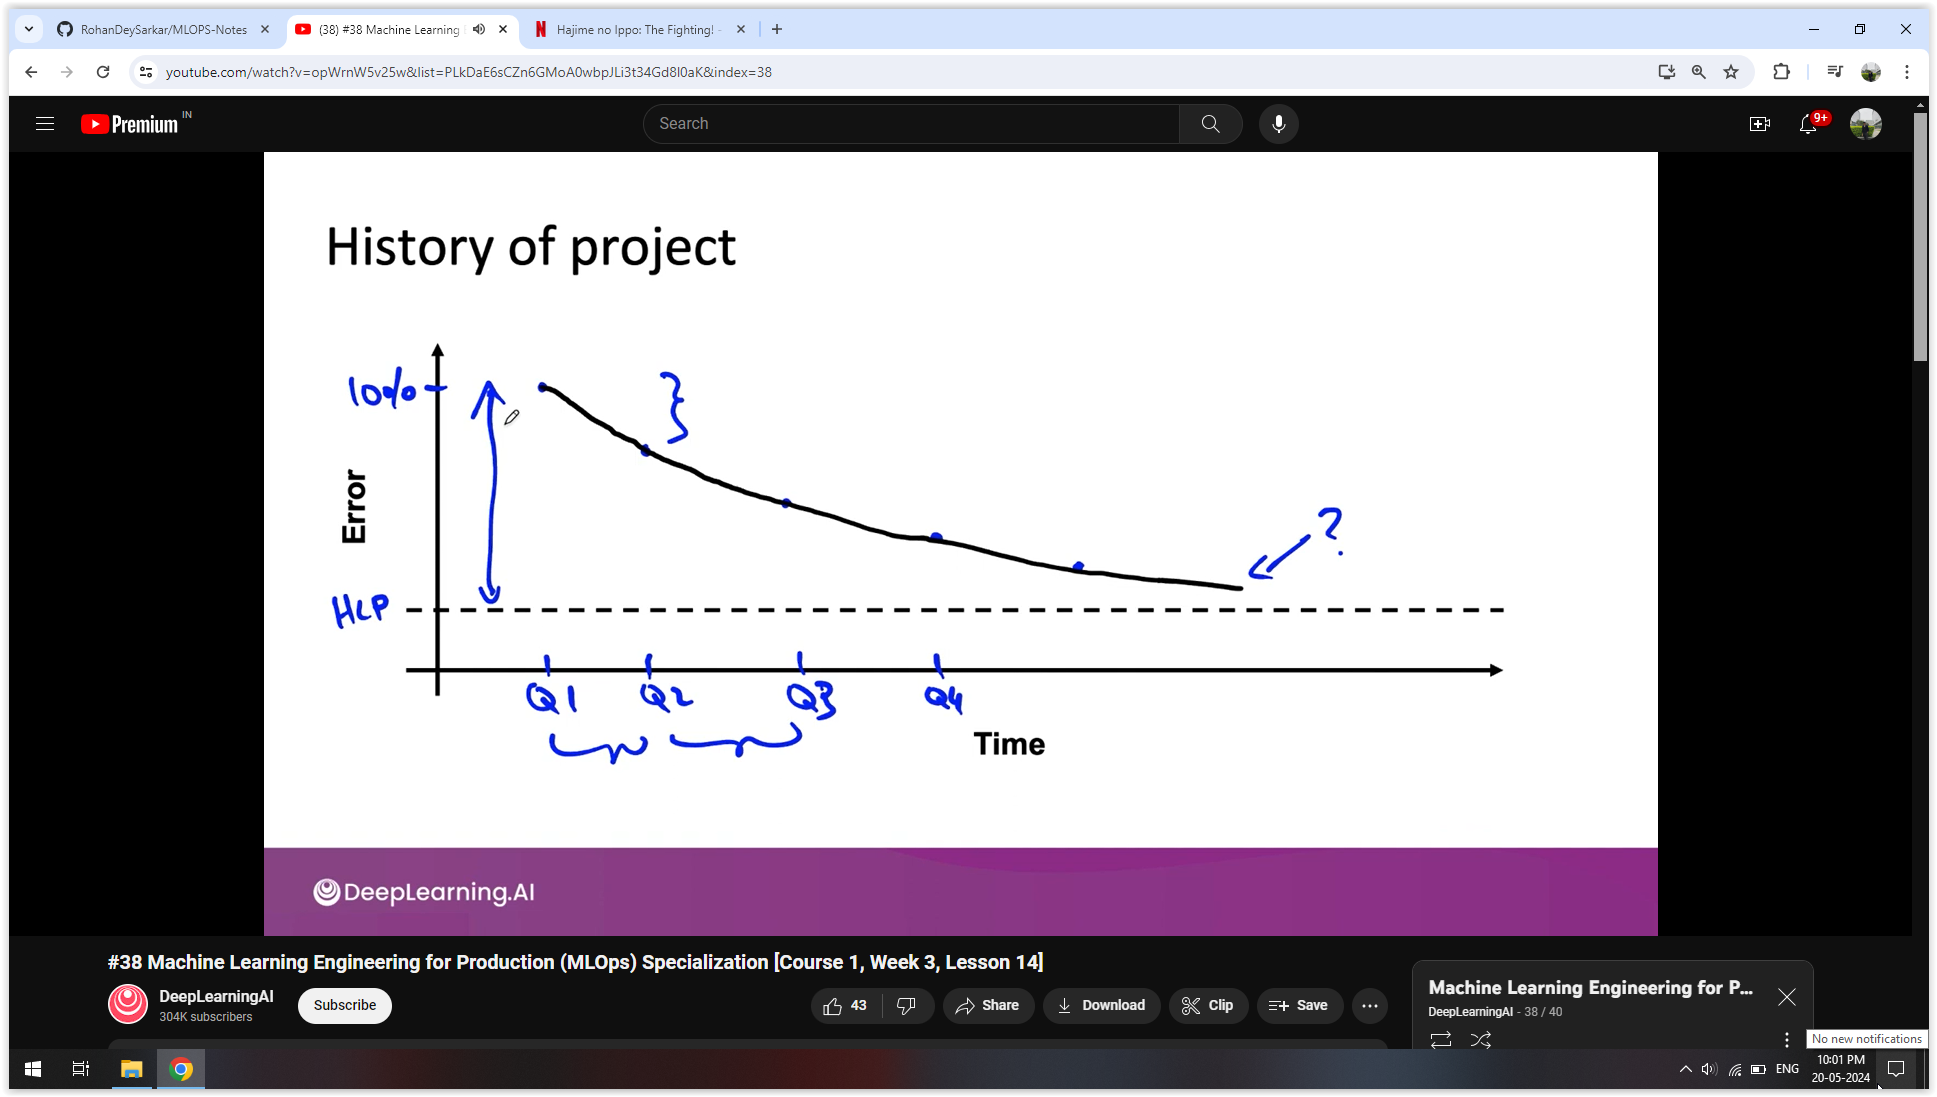 RohanDeySarkar/MLOPS-Notes
(38) #38 Machine Learning
Hajime no Ippo: The Fighting! -
youtube.com/watch?v=opWrnW5v25w&list=PLkDaE6sCZn6GMoA0wbpJLi3t34Gd8l0aK&index=38
Premium IN
Search
9+
History of project
10%
Error
HLP
?
Q1 Q2 Q3 Q4
Time
DeepLearning.AI
#38 Machine Learning Engineering for Production (MLOps) Specialization [Course 1, Week 3, Lesson 14]
DeepLearningAI
304K subscribers
Subscribe
43
Share
Download
Clip
Save
Machine Learning Engineering for P...
DeepLearningAI - 38 / 40
No new notifications
ENG
10:01 PM
20-05-2024